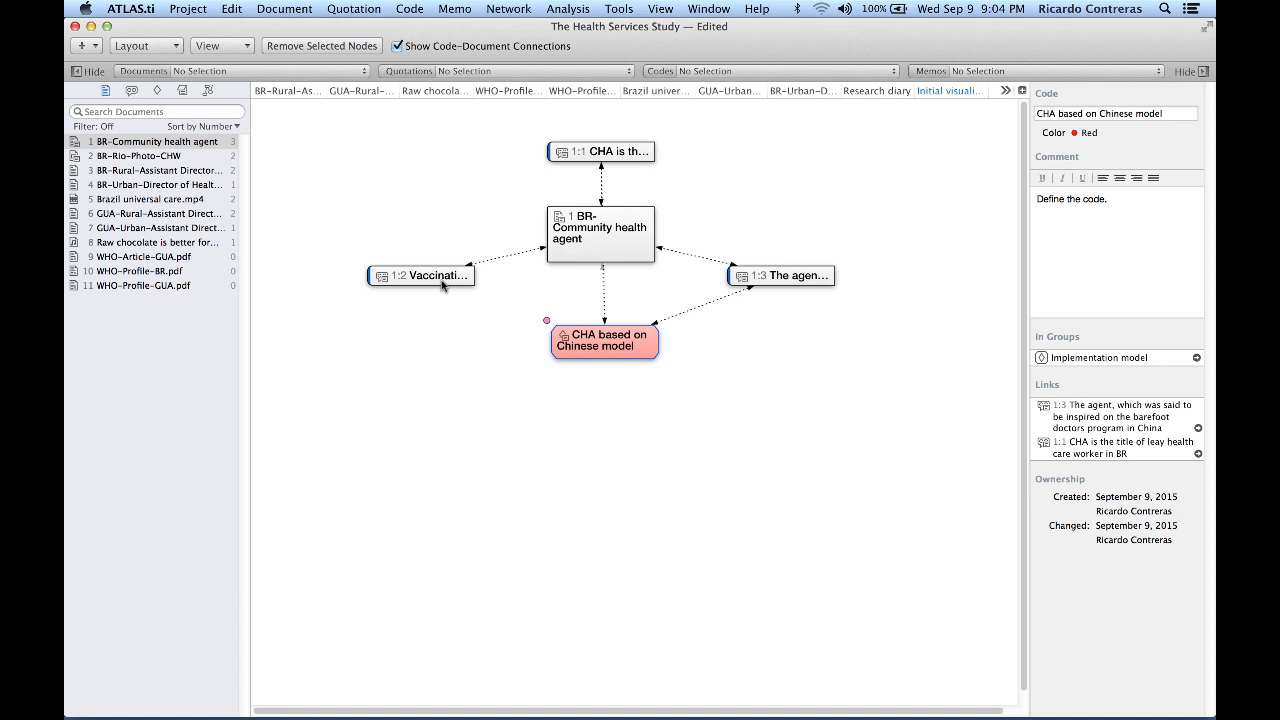 ATLAS.ti Project Edit Document Quotation Code Memo Network Analysis Tools View Window Help 100% Wed Sep 9 9:04 PM Ricardo Contreras
The Health Services Study — Edited
+ Layout View Remove Selected Nodes Show Code-Document Connections
Hide Documents No Selection Quotations No Selection Codes No Selection Memos No Selection Hide
BR-Rural-As... GUA-Rural-... Raw chocola... WHO-Profile... WHO-Profile... Brazil univer... GUA-Urban... BR-Urban-D... Research diary Initial visuali...
Search Documents
Filter: Off Sort by Number
1 BR-Community health agent 3
2 BR-Rio-Photo-CHW 2
3 BR-Rural-Assistant Director... 2
4 BR-Urban-Director of Healt... 1
5 Brazil universal care.mp4 2
6 GUA-Rural-Assistant Direct... 2
7 GUA-Urban-Assistant Direct... 1
8 Raw chocolate is better for... 1
9 WHO-Article-GUA.pdf 0
10 WHO-Profile-BR.pdf 0
11 WHO-Profile-GUA.pdf 0
1:1 CHA is th...
1 BR-
Community health
agent
1:2 Vaccinati...
1:3 The agen...
CHA based on
Chinese model
Code
CHA based on Chinese model
Color Red
Comment
B I U
Define the code.
In Groups
Implementation model
Links
1:3 The agent, which was said to
be inspired on the barefoot
doctors program in China
1:1 CHA is the title of leay health
care worker in BR
Ownership
Created: September 9, 2015
Ricardo Contreras
Changed: September 9, 2015
Ricardo Contreras